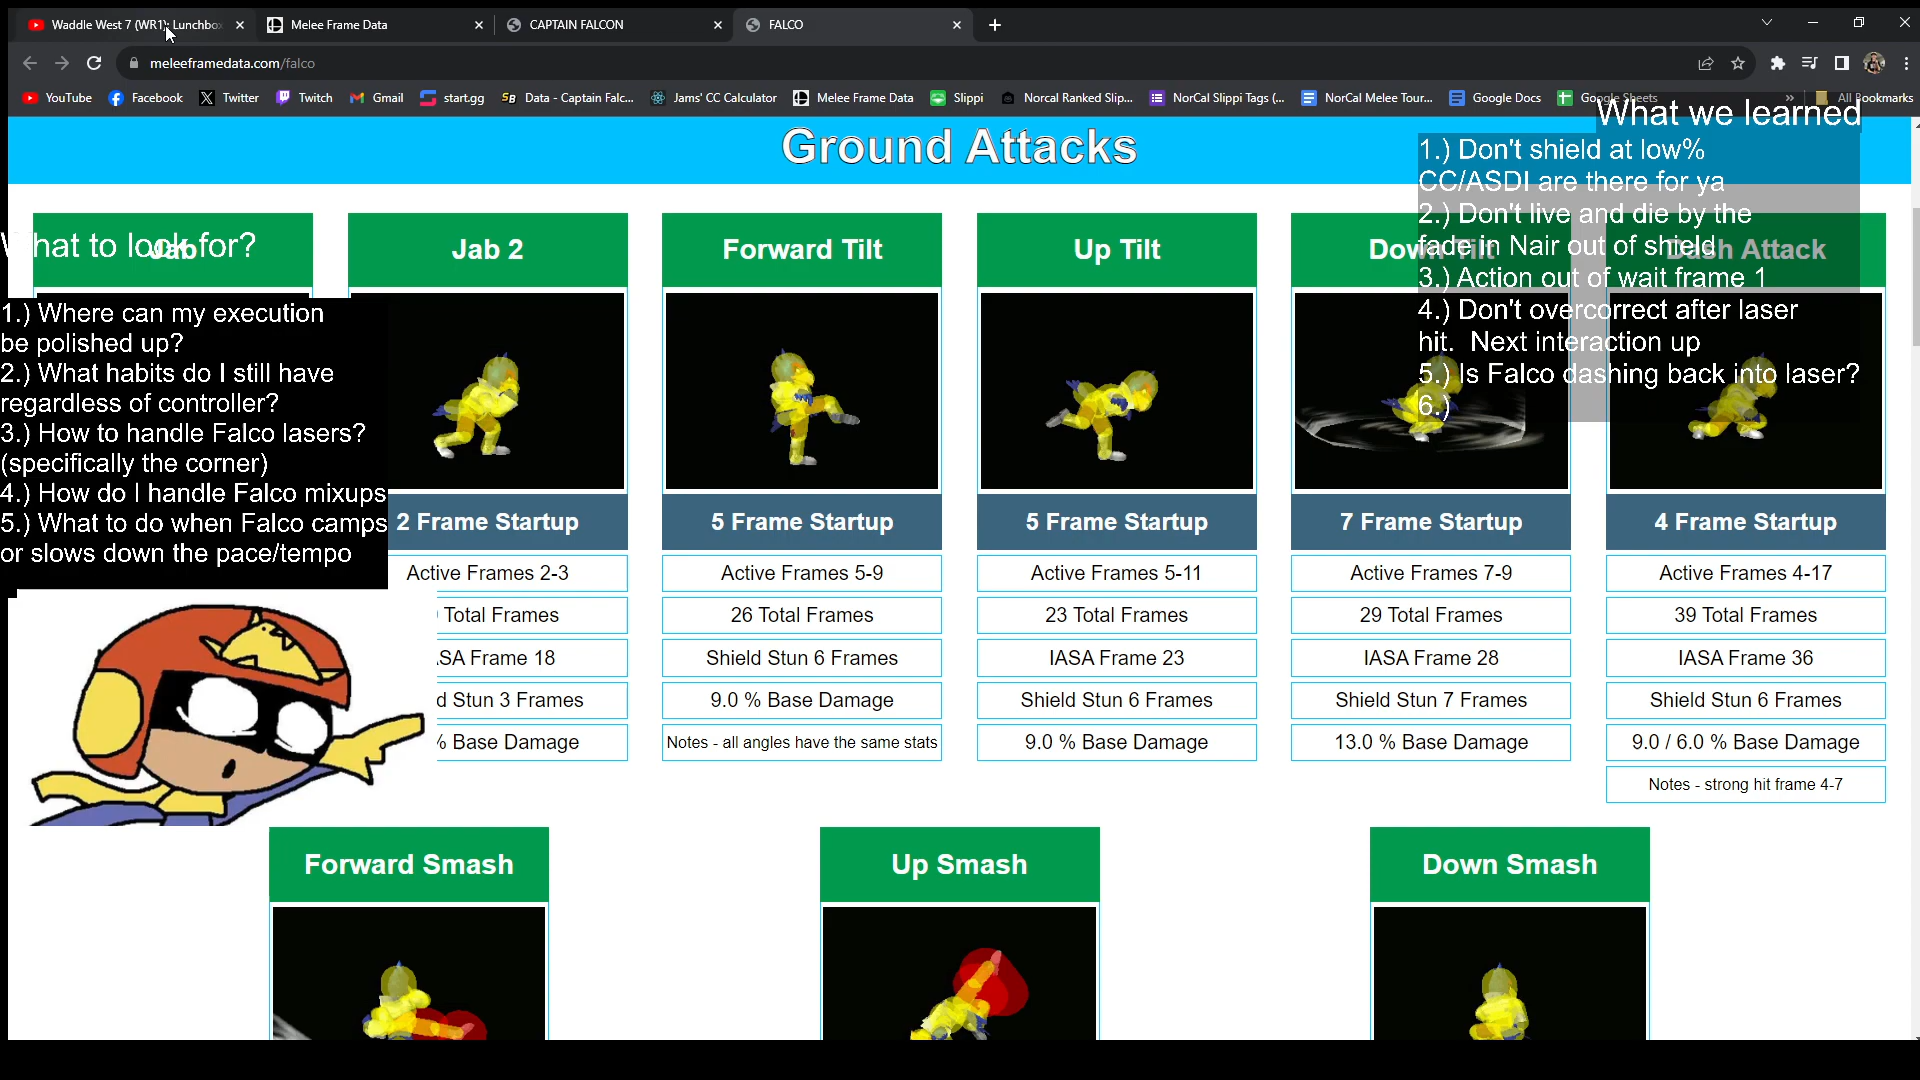 Waddle West 7 (WR1): Lunchbo
Melee Frame Data
CAPTAIN FALCON
FALCO
meleeframedata.com/falco
YouTube
Facebook
Twitter
Twitch
Gmail
start.gg
Data - Captain Falc...
Jams' CC Calculator
Melee Frame Data
Slippi
Norcal Ranked Slip...
NorCal Slippi Tags (...
NorCal Melee Tour...
Google Docs
Google Sheets
»
All Bookmarks
Ground Attacks
What we learned
1.) Don't shield at low%
CC/ASDI are there for ya
2.) Don't live and die by the
fade in Nair out of shield
3.) Action out of wait frame 1
4.) Don't overcorrect after laser
hit.  Next interaction up
5.) Is Falco dashing back into laser?
6.)
What to look for?
1.) Where can my execution
be polished up?
2.) What habits do I still have
regardless of controller?
3.) How to handle Falco lasers?
(specifically the corner)
4.) How do I handle Falco mixups
5.) What to do when Falco camps
or slows down the pace/tempo
Jab
Jab 2
2 Frame Startup
Active Frames 2-3
Total Frames
SA Frame 18
d Stun 3 Frames
% Base Damage
Forward Tilt
5 Frame Startup
Active Frames 5-9
26 Total Frames
Shield Stun 6 Frames
9.0 % Base Damage
Notes - all angles have the same stats
Up Tilt
5 Frame Startup
Active Frames 5-11
23 Total Frames
IASA Frame 23
Shield Stun 6 Frames
9.0 % Base Damage
Down Tilt
7 Frame Startup
Active Frames 7-9
29 Total Frames
IASA Frame 28
Shield Stun 7 Frames
13.0 % Base Damage
Dash Attack
4 Frame Startup
Active Frames 4-17
39 Total Frames
IASA Frame 36
Shield Stun 6 Frames
9.0 / 6.0 % Base Damage
Notes - strong hit frame 4-7
Forward Smash
Up Smash
Down Smash